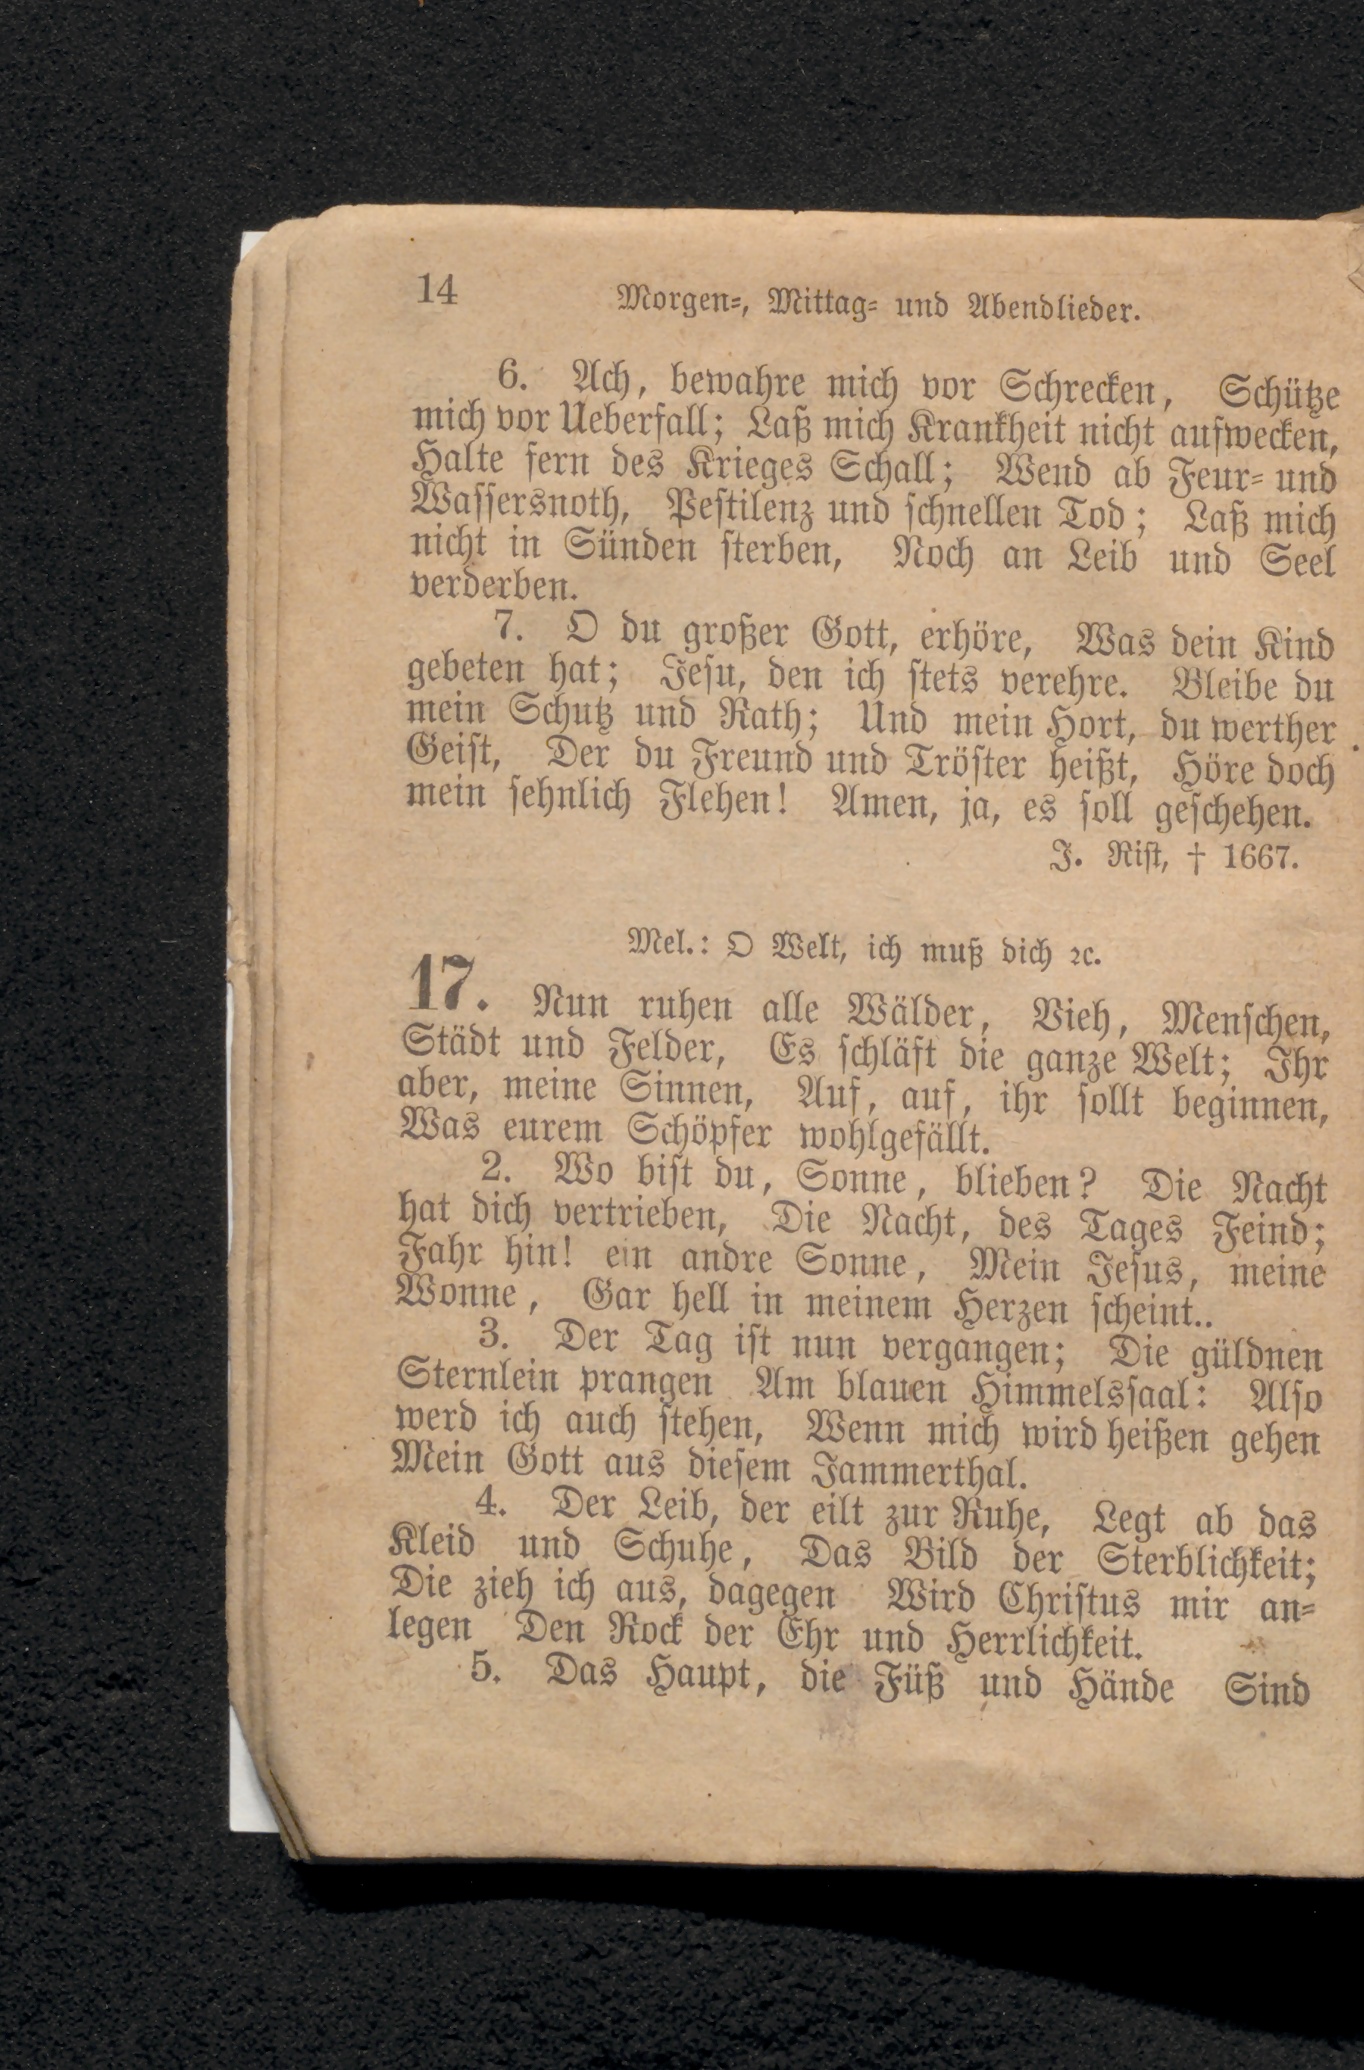 14 Morgen-, Mittag- und Abendlieder.
6. Ach, bewahre mich vor Schrecken, Schütze
mich vor Ueberfall; Laß mich Krankheit nicht aufwecken,
Halte fern des Krieges Schall; Wend ab Feur- und
Wassersnoth, Pestilenz und schnellen Tod; Laß mich
nicht in Sünden sterben, Noch an Leib und Seel
verderben.
7. O du großer Gott, erhöre, Was dein Kind
gebeten hat; Jesu, den ich stets verehre. Bleibe du
mein Schutz und Rath; Und mein Hort, du werther
Geist, Der du Freund und Tröster heißt, Höre doch
mein sehnlich Flehen! Amen, ja, es soll geschehen.
J. Rist, † 1667.
Mel.: O Welt, ich muß dich ꝛc.
17. Nun ruhen alle Wälder, Vieh, Menschen,
Städt und Felder, Es schläft die ganze Welt; Ihr
aber, meine Sinnen, Auf, auf, ihr sollt beginnen,
Was eurem Schöpfer wohlgefällt.
2. Wo bist du, Sonne, blieben? Die Nacht
hat dich vertrieben, Die Nacht, des Tages Feind;
Fahr hin! ein andre Sonne, Mein Jesus, meine
Wonne, Gar hell in meinem Herzen scheint..
3. Der Tag ist nun vergangen; Die güldnen
Sternlein prangen Am blauen Himmelssaal: Also
werd ich auch stehen, Wenn mich wird heißen gehen
Mein Gott aus diesem Jammerthal.
4. Der Leib, der eilt zur Ruhe, Legt ab das
Kleid und Schuhe, Das Bild der Sterblichkeit;
Die zieh ich aus, dagegen Wird Christus mir an-
legen Den Rock der Ehr und Herrlichkeit.
5. Das Haupt, die Füß und Hände Sind